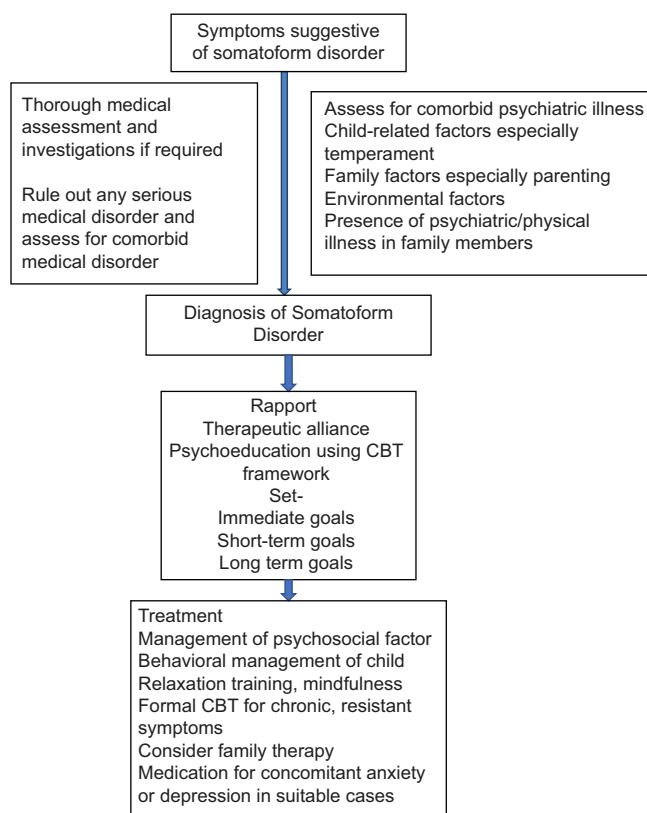 Symptoms suggestive
of somatoform disorder
Thorough medical
assessment and
investigations if required
Rule out any serious
medical disorder and
assess for comorbid
medical disorder
Assess for comorbid psychiatric illness
Child-related factors especially
temperament
Family factors especially parenting
Environmental factors
Presence of psychiatric/physical
illness in family members
Diagnosis of Somatoform
Disorder
Rapport
Therapeutic alliance
Psychoeducation using CBT
framework
Set-
Immediate goals
Short-term goals
Long term goals
Treatment
Management of psychosocial factor
Behavioral management of child
Relaxation training, mindfulness
Formal CBT for chronic, resistant
symptoms
Consider family therapy
Medication for concomitant anxiety
or depression in suitable cases